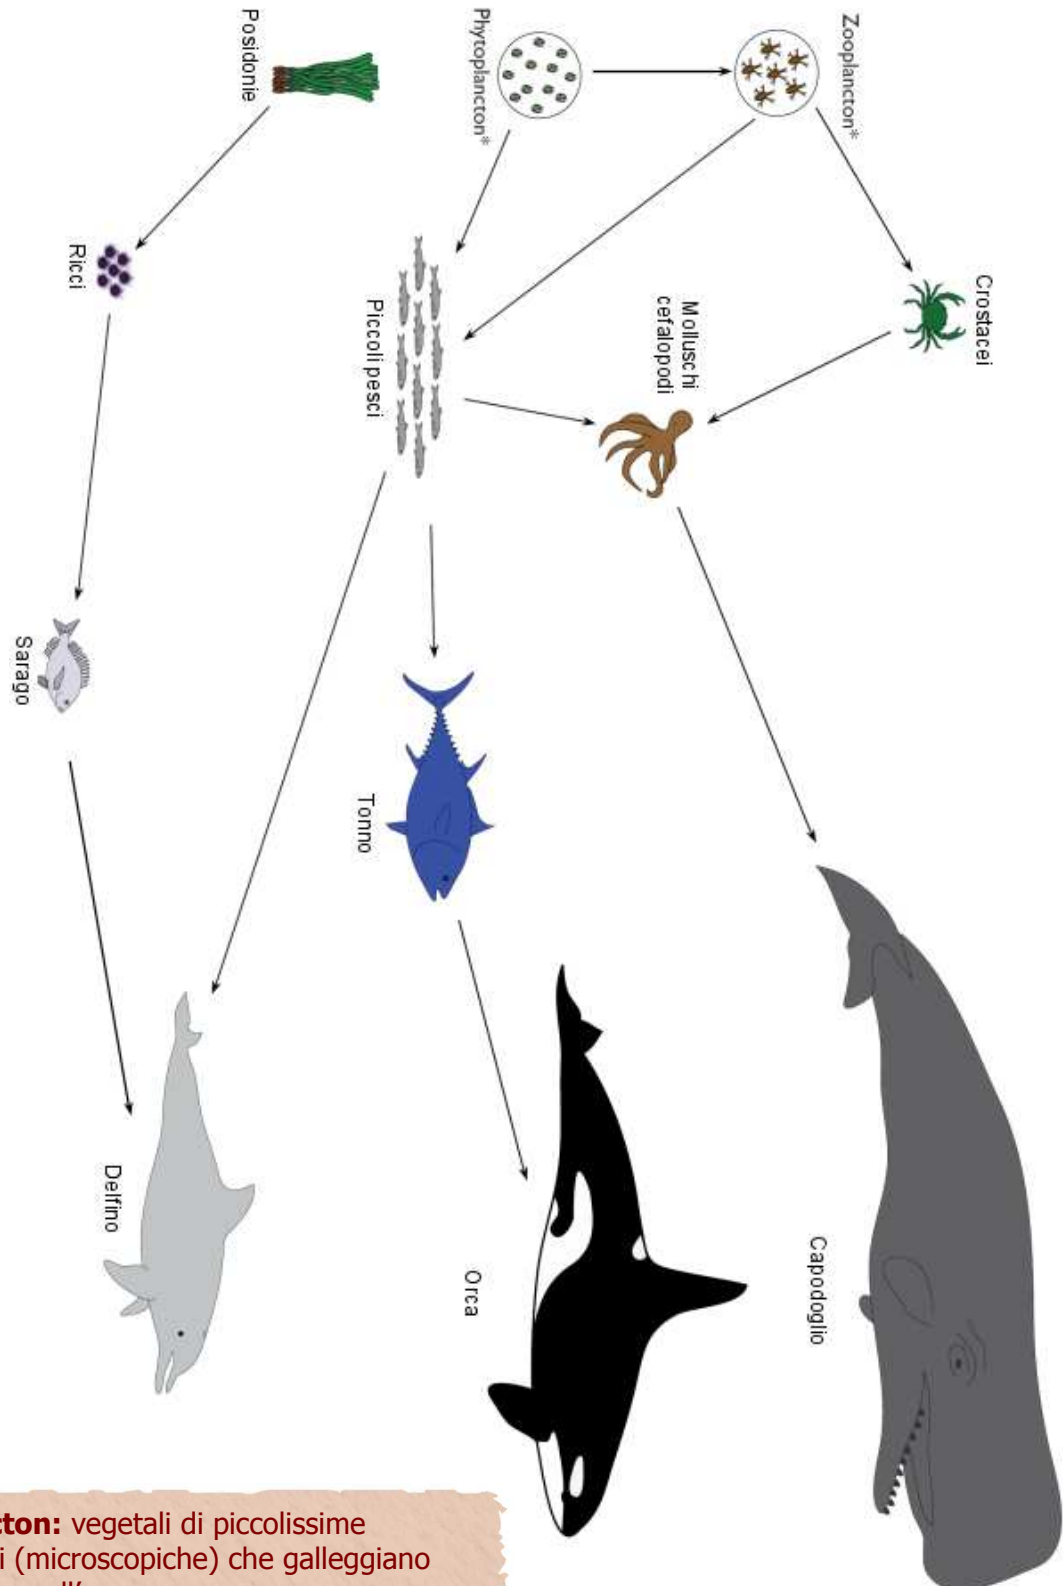 Zooplancton*
Phytoplancton*
Posidonie
Crostacei
Molluschi
cefalopodi
Piccoli pesci
Ricci
Sarago
Tonno
Capodoglio
Orca
Delfino
cton: vegetali di piccolissime
i (microscopiche) che galleggiano